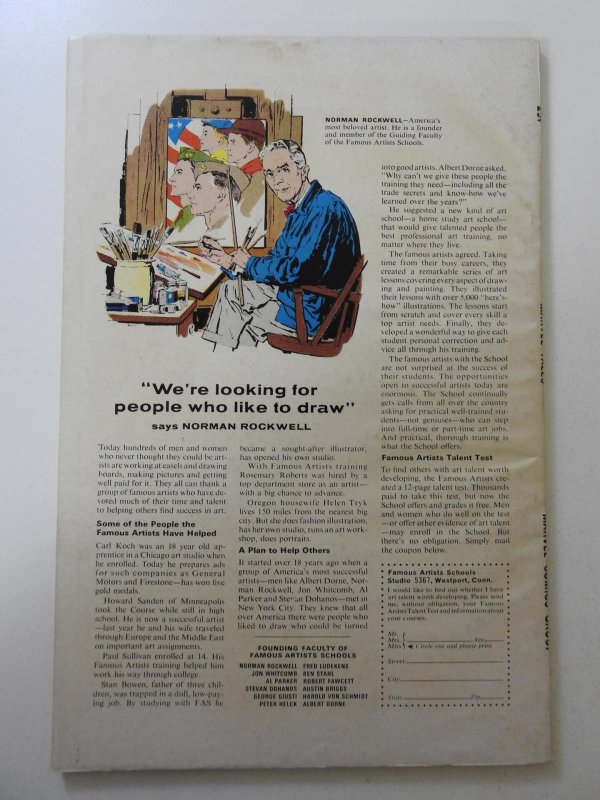 NORMAN ROCKWELL—America's
most beloved artist. He is a founder
and member of the Guiding Faculty
of the Famous Artists Schools.
"We're looking for
people who like to draw"
says NORMAN ROCKWELL
Today hundreds of men and women
who never thought they could be art-
ists are working at easels and drawing
boards, making pictures and getting
well paid for it. They all can thank a
group of famous artists who have de-
voted much of their time and talent
to helping others find success in art.
Some of the People the
Famous Artists Have Helped
Carl Koch was an 18 year old ap-
prentice in a Chicago art studio when
he enrolled. Today he prepares ads
for such companies as General
Motors and Firestone—has won five
gold medals.
Howard Sanden of Minneapolis
took the Course while still in high
school. He is now a successful artist
—last year he and his wife traveled
through Europe and the Middle East
on important art assignments.
Paul Sullivan enrolled at 14. His
Famous Artists training helped him
work his way through college.
Stan Bowen, father of three chil-
dren, was trapped in a dull, low-pay-
ing job. By studying with FAS he
became a sought-after illustrator,
has opened his own studio.
With Famous Artists training
Rosemary Roberts was hired by a
top department store as an artist—
with a big chance to advance.
Oregon housewife Helen Tryk
lives 150 miles from the nearest big
city. But she does fashion illustration,
has her own studio, runs an art work-
shop, does portraits.
A Plan to Help Others
It started over 18 years ago when a
group of America's most successful
artists—men like Albert Dorne, Nor-
man Rockwell, Jon Whitcomb, Al
Parker and Stevan Dohanos—met in
New York City. They knew that all
over America there were people who
liked to draw who could be turned
into good artists. Albert Dorne asked,
"Why can't we give these people the
training they need—including all the
trade secrets and know-how we've
learned over the years?"
He suggested a new kind of art
school—a home study art school—
that would give talented people the
best professional art training, no
matter where they live.
The famous artists agreed. Taking
time from their busy careers, they
created a remarkable series of art
lessons covering every aspect of draw-
ing and painting. They illustrated
their lessons with over 5,000 "here's-
how" illustrations. The lessons start
from scratch and cover every skill a
top artist needs. Finally, they de-
veloped a wonderful way to give each
student personal correction and ad-
vice all through his training.
The famous artists with the School
are not surprised at the success of
their students. The opportunities
open to successful artists today are
enormous. The School continually
gets calls from all over the country
asking for practical well-trained stu-
dents—not geniuses—who can step
into full-time or part-time art jobs.
And practical, thorough training is
what the School offers.
Famous Artists Talent Test
To find others with art talent worth
developing, the Famous Artists cre-
ated a 12-page talent test. Thousands
paid to take this test, but now the
School offers and grades it free. Men
and women who do well on the test
—or offer other evidence of art talent
—may enroll in the School. But
there's no obligation. Simply mail
the coupon below.
FOUNDING FACULTY OF
FAMOUS ARTISTS SCHOOLS
NORMAN ROCKWELL FRED LUDEKENS
JON WHITCOMB BEN STAHL
AL PARKER ROBERT FAWCETT
STEVAN DOHANOS AUSTIN BRIGGS
GEORGE GIUSTI HAROLD VON SCHMIDT
PETER HELCK ALBERT DORNE
Famous Artists Schools
Studio 5367, Westport, Conn.
I would like to find out whether I have
art talent worth developing. Please send
me, without obligation, your Famous
Artists Talent Test and information about
your courses.
Mr.
Mrs. Age
Miss Circle one and please print
Street
City
State Zip